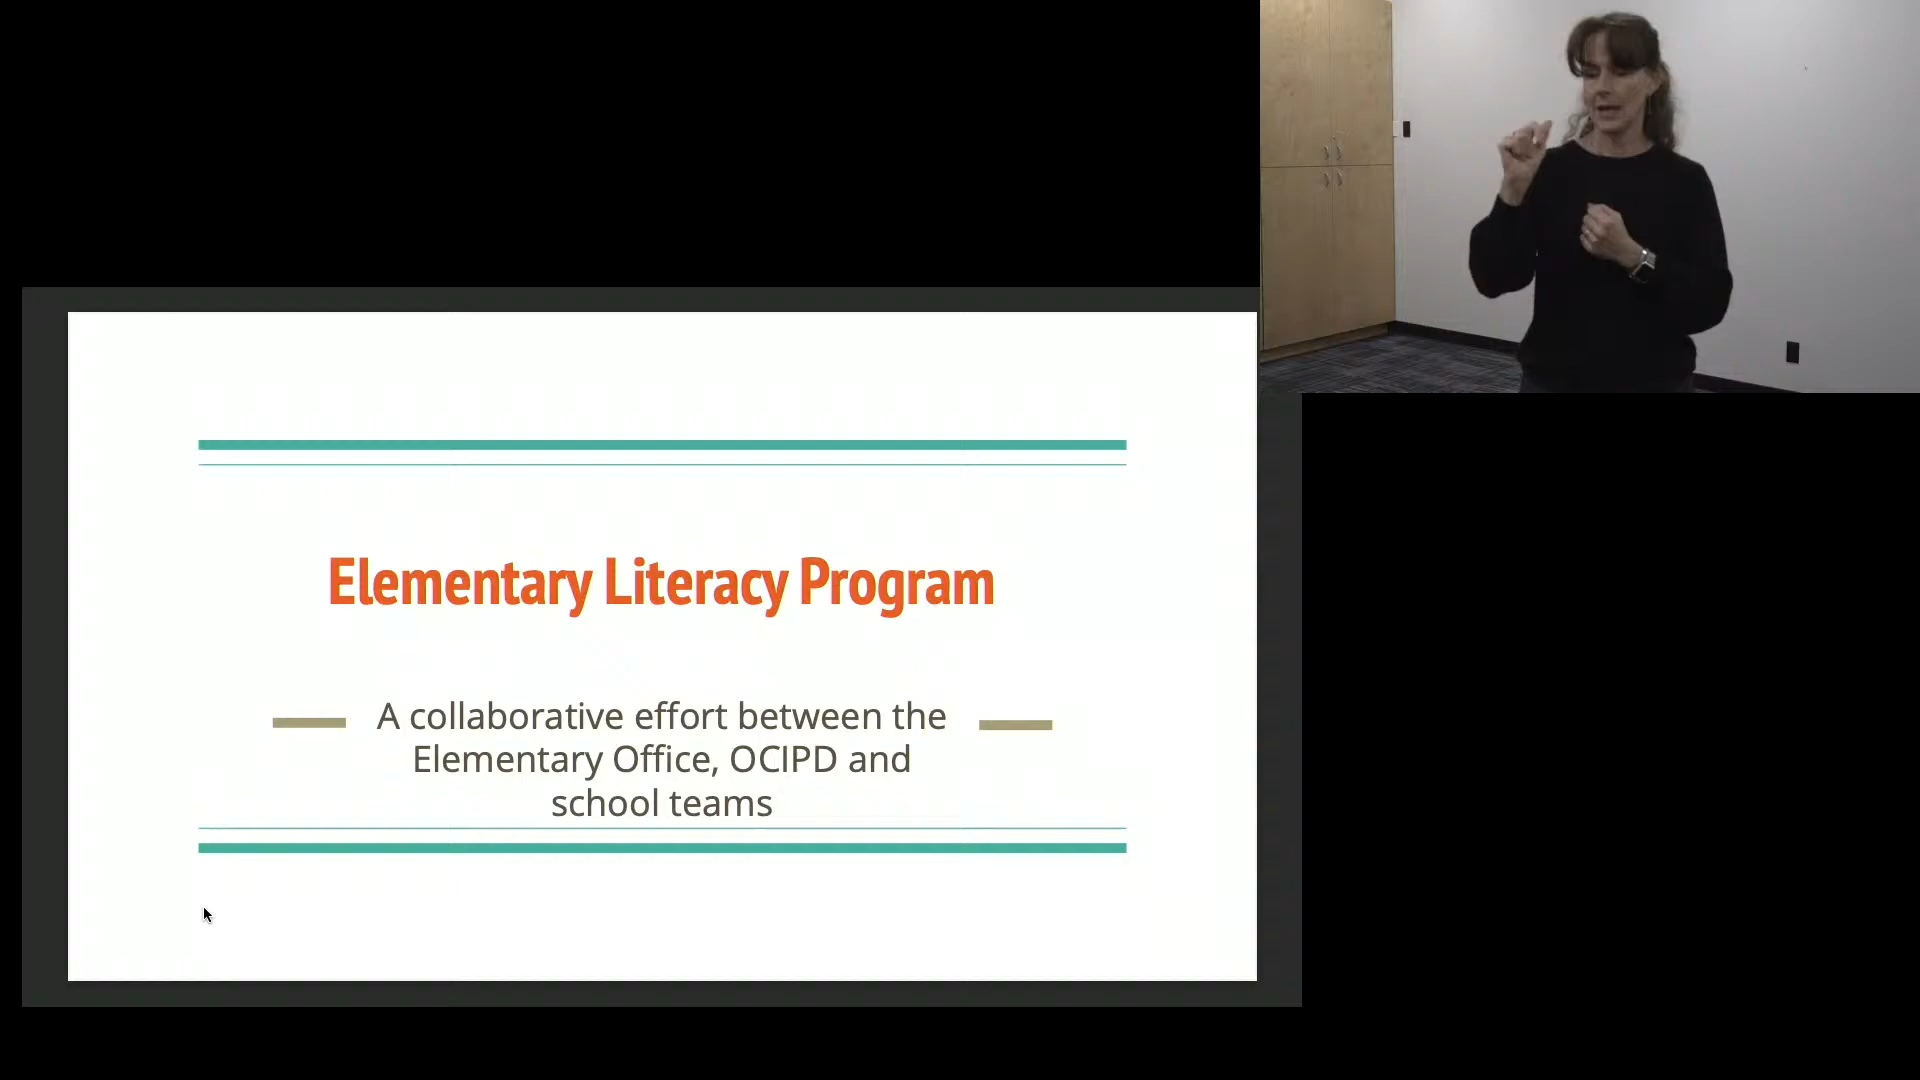 Elementary Literacy Program
A collaborative effort between the
Elementary Office, OCIPD and
school teams